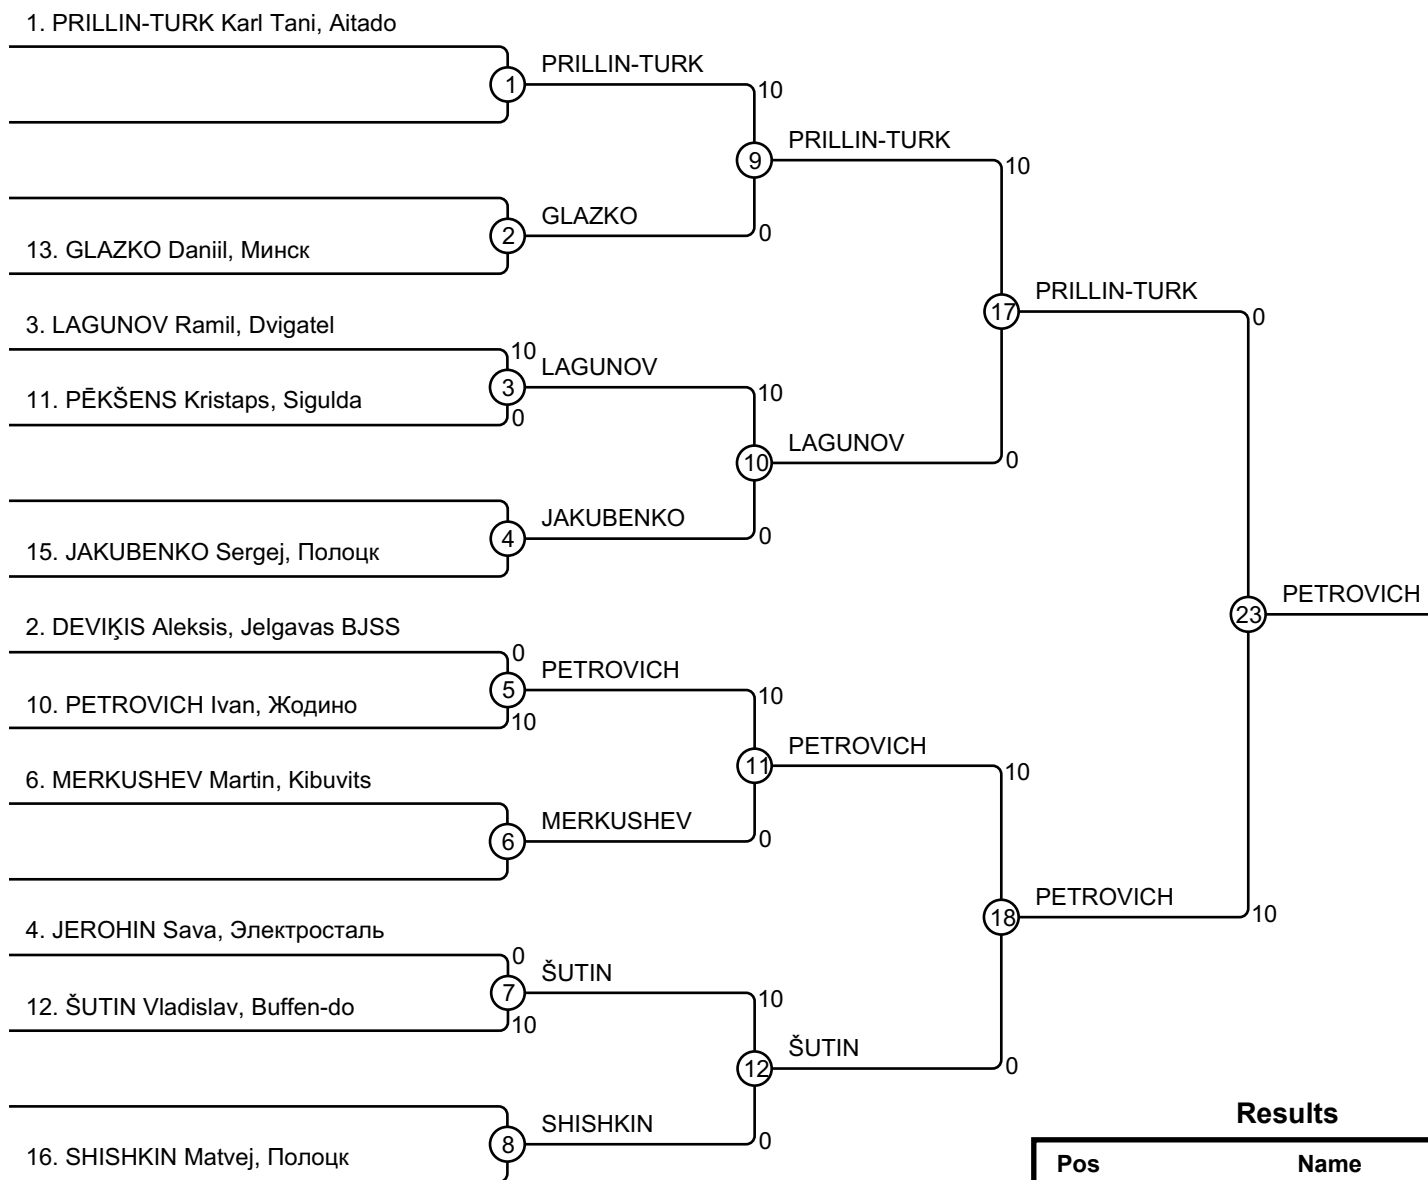 1. PRILLIN-TURK Karl Tani, Aitado
1
PRILLIN-TURK
10
9
PRILLIN-TURK
10
2
GLAZKO
0
13. GLAZKO Daniil, Минск
17
PRILLIN-TURK
0
3. LAGUNOV Ramil, Dvigatel
10
3
LAGUNOV
10
11. PĒKŠENS Kristaps, Sigulda
0
10
LAGUNOV
0
4
JAKUBENKO
0
15. JAKUBENKO Sergej, Полоцк
23
PETROVICH
2. DEVIĶIS Aleksis, Jelgavas BJSS
0
5
PETROVICH
10
10. PETROVICH Ivan, Жодино
10
11
PETROVICH
10
6. MERKUSHEV Martin, Kibuvits
6
MERKUSHEV
0
18
PETROVICH
10
4. JEROHIN Sava, Электросталь
0
7
ŠUTIN
10
12. ŠUTIN Vladislav, Buffen-do
10
12
ŠUTIN
0
8
SHISHKIN
0
16. SHISHKIN Matvej, Полоцк
Results
Pos Name